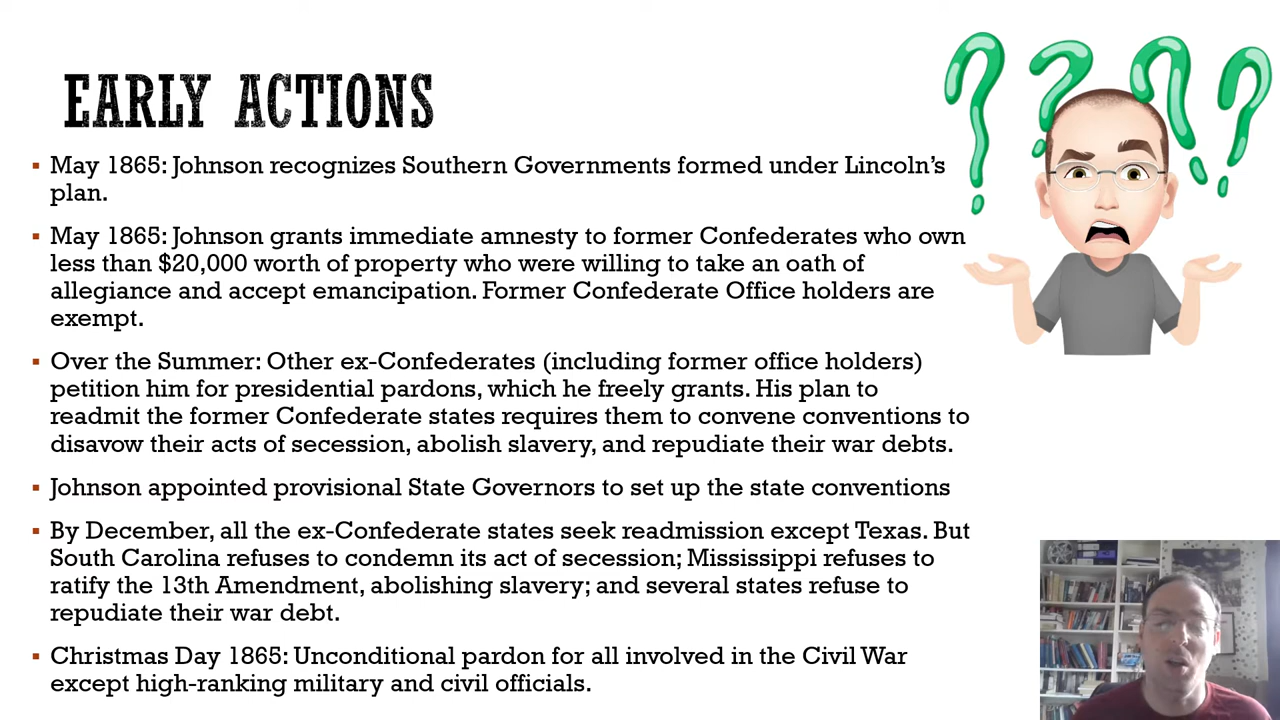 EARLY ACTIONS
▪ May 1865: Johnson recognizes Southern Governments formed under Lincoln’s
plan.
▪ May 1865: Johnson grants immediate amnesty to former Confederates who own
less than $20,000 worth of property who were willing to take an oath of
allegiance and accept emancipation. Former Confederate Office holders are
exempt.
▪ Over the Summer: Other ex-Confederates (including former office holders)
petition him for presidential pardons, which he freely grants. His plan to
readmit the former Confederate states requires them to convene conventions to
disavow their acts of secession, abolish slavery, and repudiate their war debts.
▪ Johnson appointed provisional State Governors to set up the state conventions
▪ By December, all the ex-Confederate states seek readmission except Texas. But
South Carolina refuses to condemn its act of secession; Mississippi refuses to
ratify the 13th Amendment, abolishing slavery; and several states refuse to
repudiate their war debt.
▪ Christmas Day 1865: Unconditional pardon for all involved in the Civil War
except high-ranking military and civil officials.
????